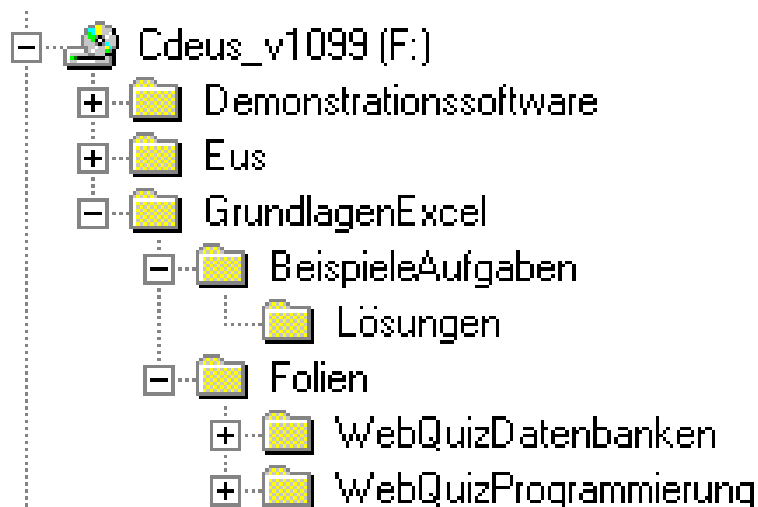 Cdeus_v1099 (F:)
Demonstrationssoftware
Eus
GrundlagenExcel
BeispieleAufgaben
Lösungen
Folien
WebQuizDatenbanken
WebQuizProgrammierung